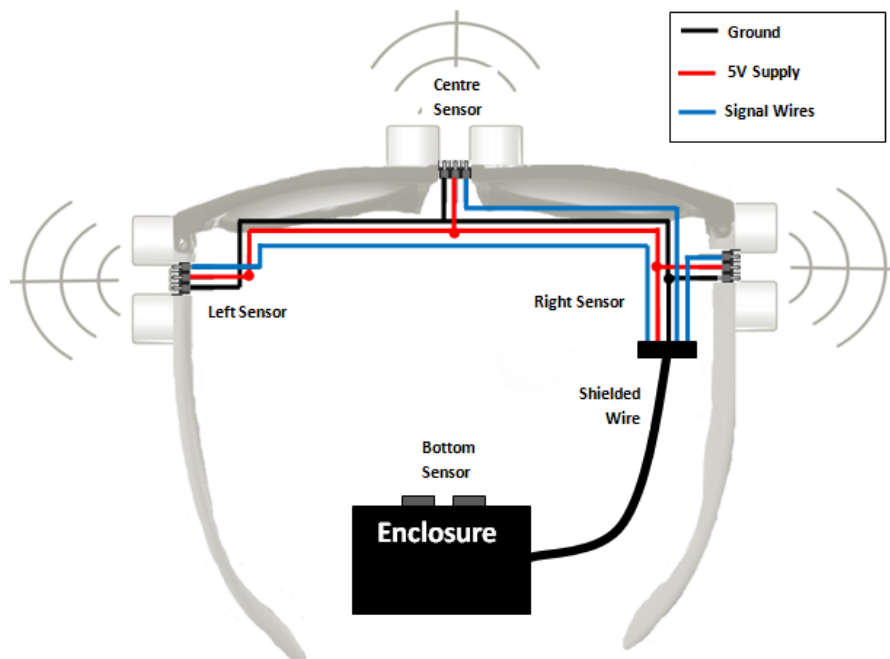 Ground
5V Supply
Signal Wires
Centre
Sensor
Left Sensor
Right Sensor
Shielded
Wire
Bottom
Sensor
Enclosure